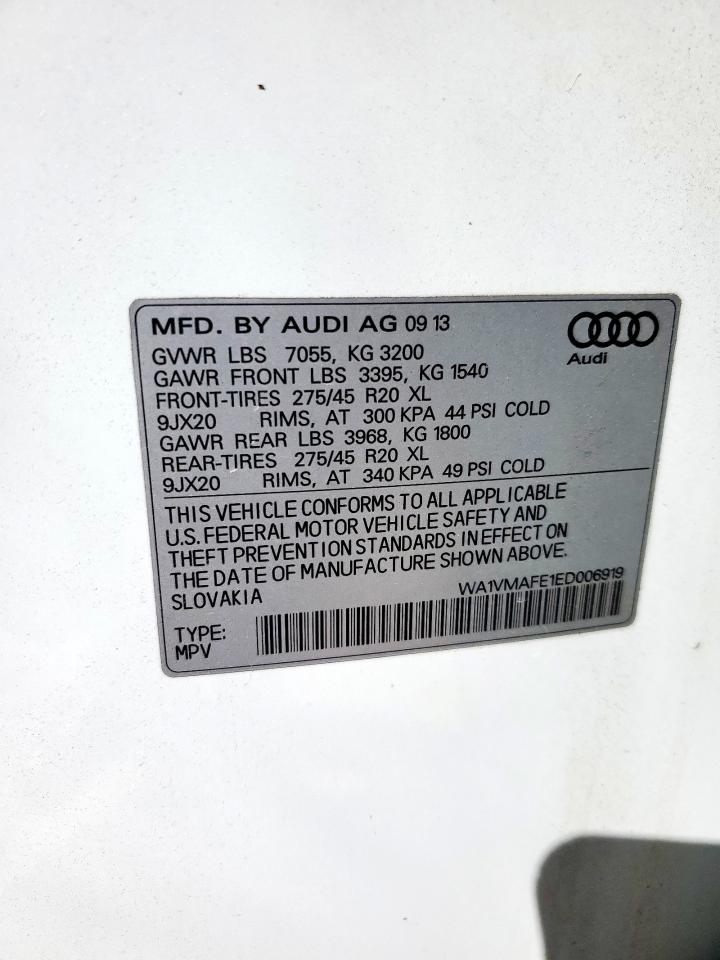 MFD. BY AUDI AG 09 13
Audi
GVWR LBS 7055, KG 3200
GAWR FRONT LBS 3395, KG 1540
FRONT-TIRES 275/45 R20 XL
9JX20 RIMS, AT 300 KPA 44 PSI COLD
GAWR REAR LBS 3968, KG 1800
REAR-TIRES 275/45 R20 XL
9JX20 RIMS, AT 340 KPA 49 PSI COLD
THIS VEHICLE CONFORMS TO ALL APPLICABLE
U.S. FEDERAL MOTOR VEHICLE SAFETY AND
THEFT PREVENTION STANDARDS IN EFFECT ON
THE DATE OF MANUFACTURE SHOWN ABOVE.
SLOVAKIA
WA1VMAFE1ED006919
TYPE:
MPV